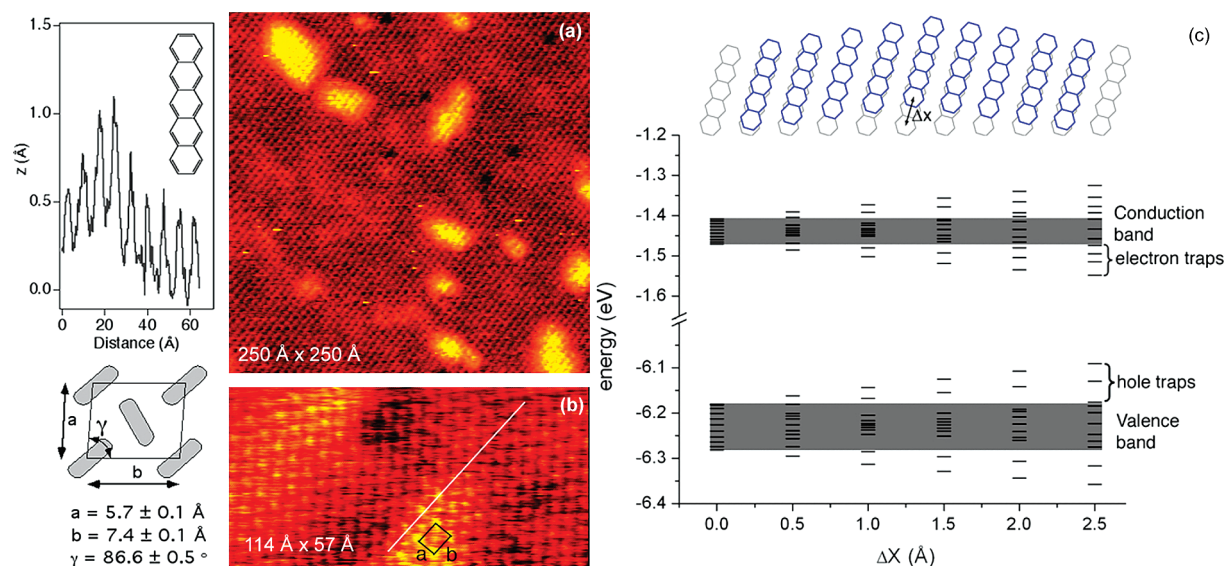 1.5
1.0
0.5
0.0
z (Å)
0 20 40 60
Distance (Å)
a
γ
b
a = 5.7 ± 0.1 Å
b = 7.4 ± 0.1 Å
γ = 86.6 ± 0.5 °
(a)
250 Å x 250 Å
(b)
114 Å x 57 Å
a b
(c)
Δx
-1.2
-1.3
-1.4
-1.5
-1.6
-6.1
-6.2
-6.3
-6.4
energy (eV)
Conduction
band
electron traps
hole traps
Valence
band
0.0 0.5 1.0 1.5 2.0 2.5
ΔX (Å)